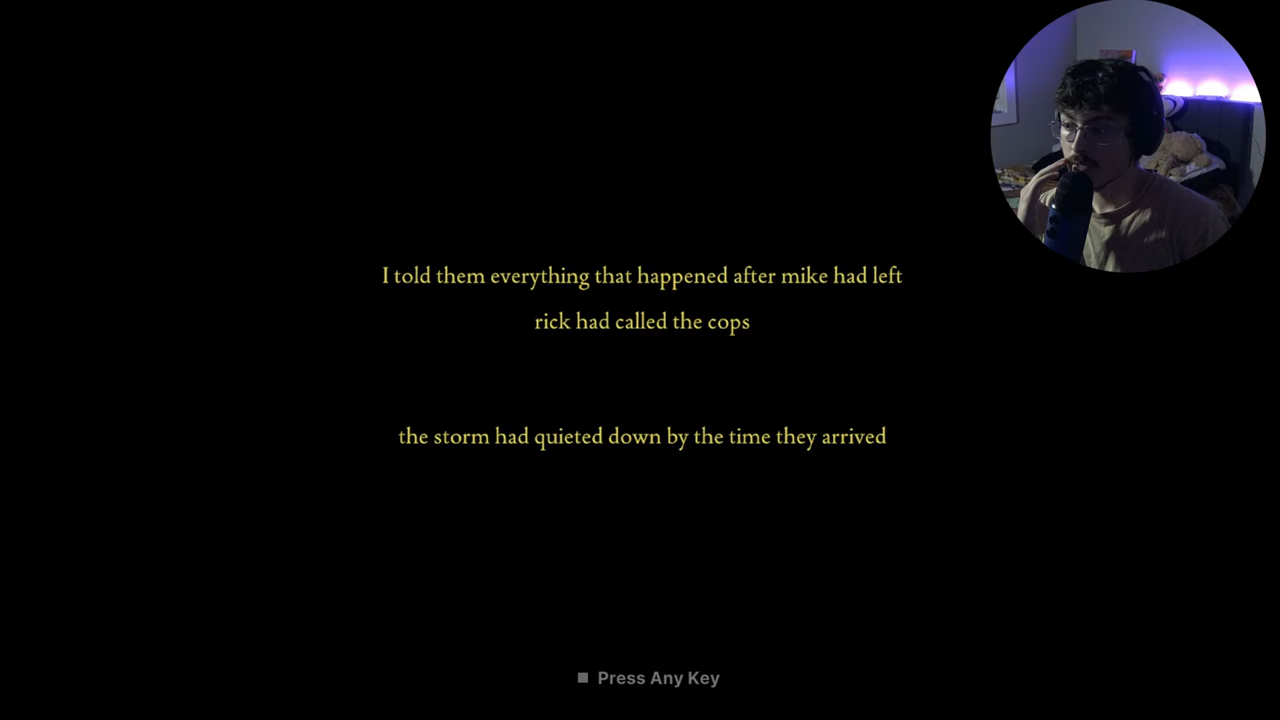 I told them everything that happened after mike had left
rick had called the cops
the storm had quieted down by the time they arrived
Press Any Key